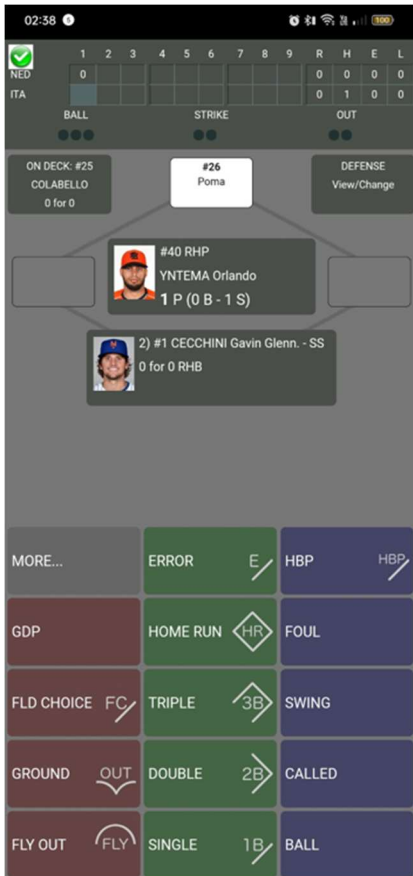 02:38
100
1 2 3 4 5 6 7 8 9 R H E L
NED 0 0 0 0 0
ITA 0 1 0 0
BALL STRIKE OUT
ON DECK: #25
COLABELLO
0 for 0
#26
Poma
DEFENSE
View/Change
#40 RHP
YNTEMA Orlando
1 P (0 B - 1 S)
2) #1 CECCHINI Gavin Glenn. - SS
0 for 0 RHB
MORE...
ERROR E
HBP HBP
GDP
HOME RUN HR
FOUL
FLD CHOICE FC
TRIPLE 3B
SWING
GROUND OUT
DOUBLE 2B
CALLED
FLY OUT FLY
SINGLE 1B
BALL